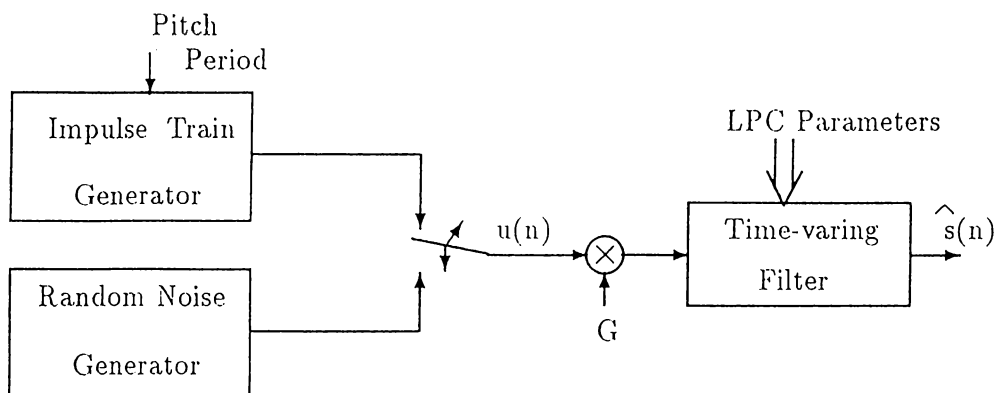 Pitch
Period
Impulse Train
Generator
LPC Parameters
u(n)
Time-varing
Filter
ŝ(n)
G
Random Noise
Generator